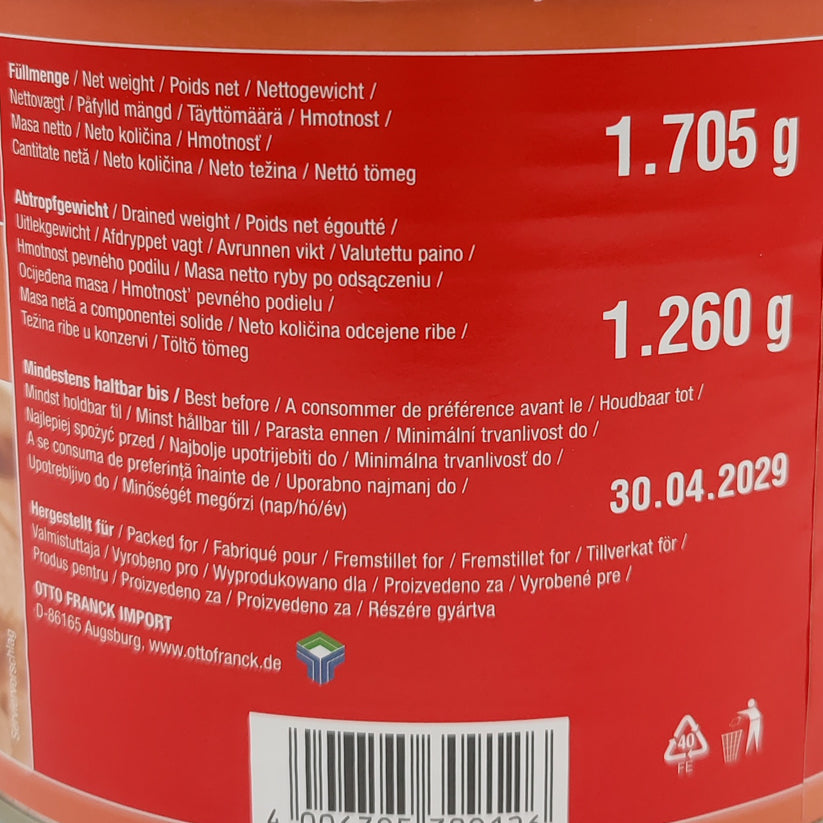 Füllmenge / Net weight / Poids net / Nettogewicht /
Nettovægt / Påfylld mängd / Täyttömäärä / Hmotnost /
Masa netto / Neto količina / Hmotnosť /
Cantitate netă / Neto količina / Neto težina / Nettó tömeg
1.705 g
Abtropfgewicht / Drained weight / Poids net égoutté /
Uitlekgewicht / Afdryppet vagt / Avrunnen vikt / Valutettu paino /
Hmotnost pevného podilu / Masa netto ryby po odsączeniu /
Ocijeđena masa / Hmotnost' pevného podielu /
Masa netă a componentei solide / Neto količina odcejene ribe /
Težina ribe u konzervi / Töltő tömeg
1.260 g
Mindestens haltbar bis / Best before / A consommer de préférence avant le / Houdbaar tot /
Mindst holdbar til / Minst hållbar till / Parasta ennen / Minimální trvanlivost do /
Najlepiej spożyć przed / Najbolje upotrijebiti do / Minimálna trvanlivosť do /
A se consuma de preferință înainte de / Uporabno najmanj do /
Upotrebljivo do / Minőségét megőrzi (nap/hó/év)
30.04.2029
Hergestellt für / Packed for / Fabriqué pour / Fremstillet for / Fremstillet for / Tillverkat för /
Valmistuttaja / Vyrobeno pro / Wyprodukowano dla / Proizvedeno za / Vyrobené pre /
Produs pentru / Proizvedeno za / Proizvedeno za / Részére gyártva
OTTO FRANCK IMPORT
D-86165 Augsburg, www.ottofranck.de
Serviervorschlag
40
FE